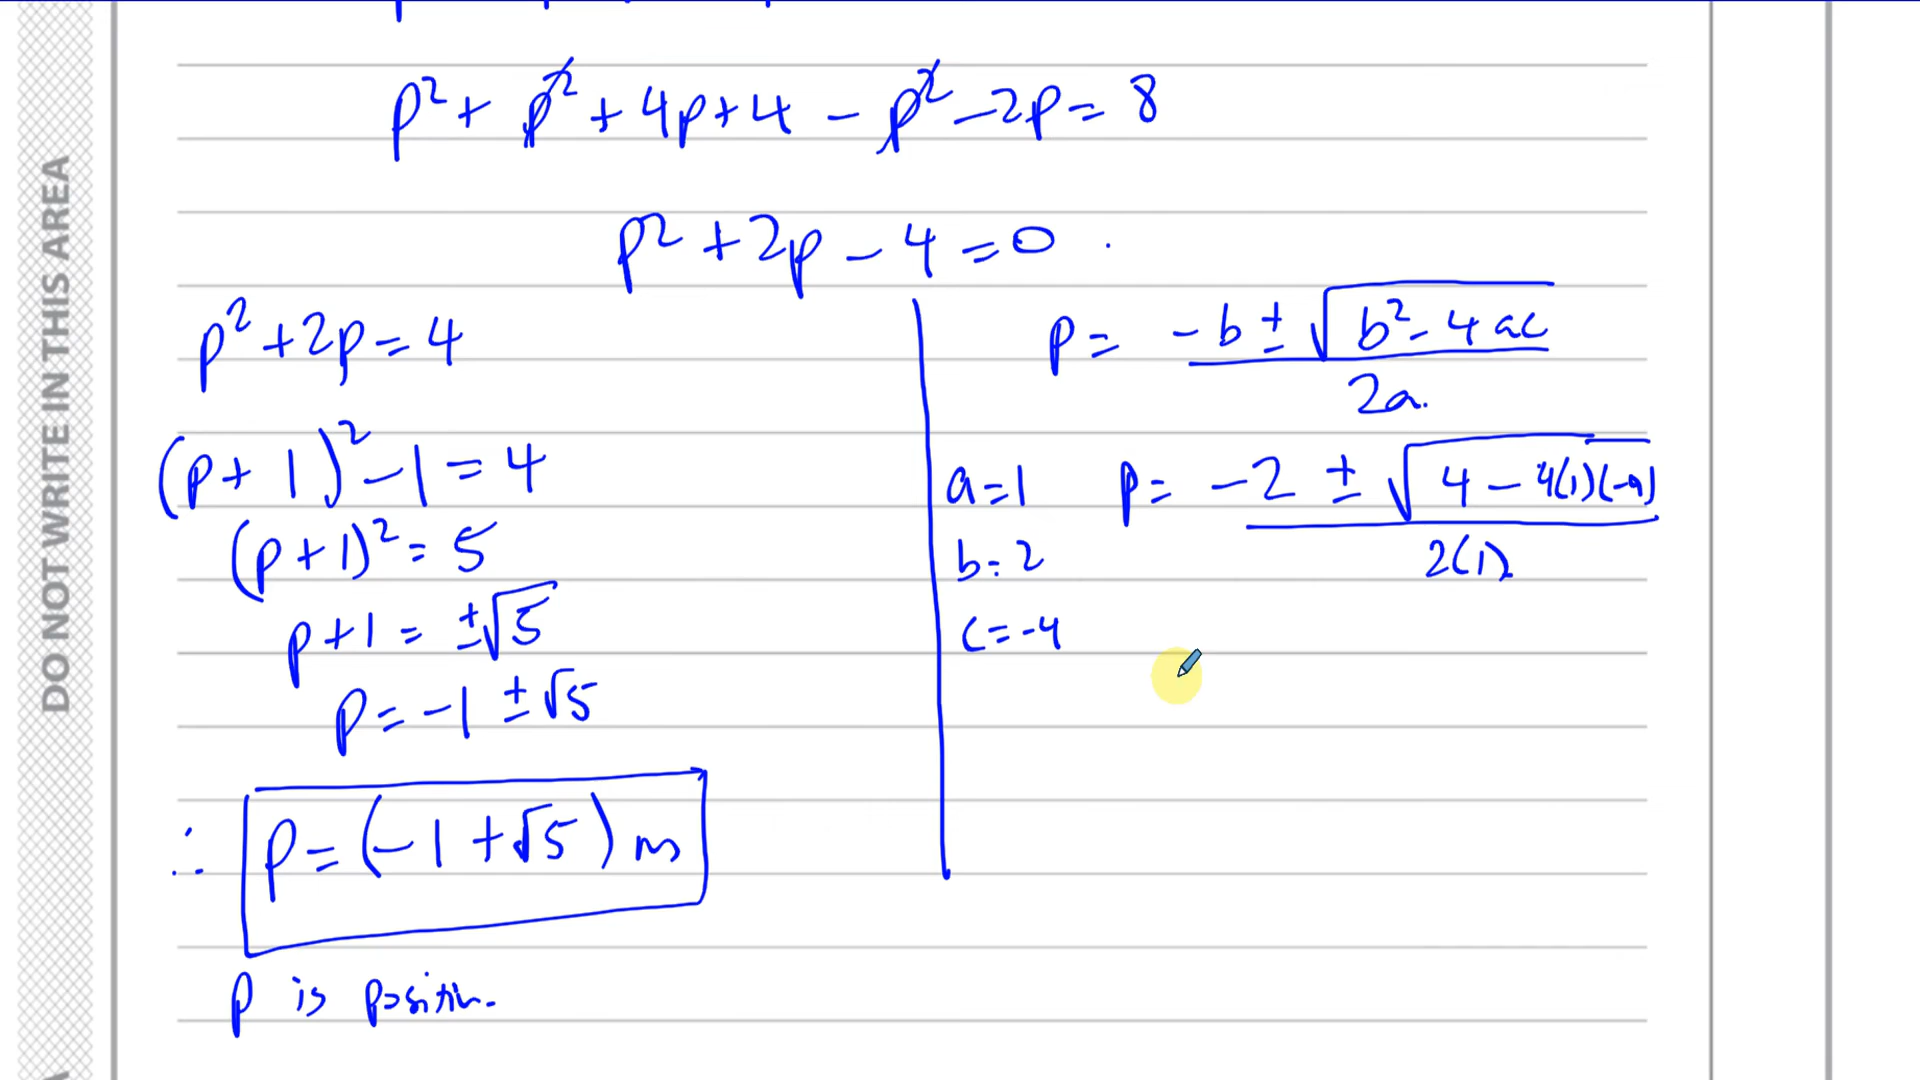 DO NOT WRITE IN THIS AREA
p² + p² + 4p + 4 - p² - 2p = 8
p² + 2p - 4 = 0
p² + 2p = 4
(p + 1)² - 1 = 4
(p + 1)² = 5
p + 1 = ±√5
p = -1 ± √5
∴ p = (-1 + √5) m
p is
p = (-b ± √(b² - 4ac)) / 2a
a = 1
b = 2
c = -4
p = (-2 ± √(4 - 4(1)(-4))) / 2(1)